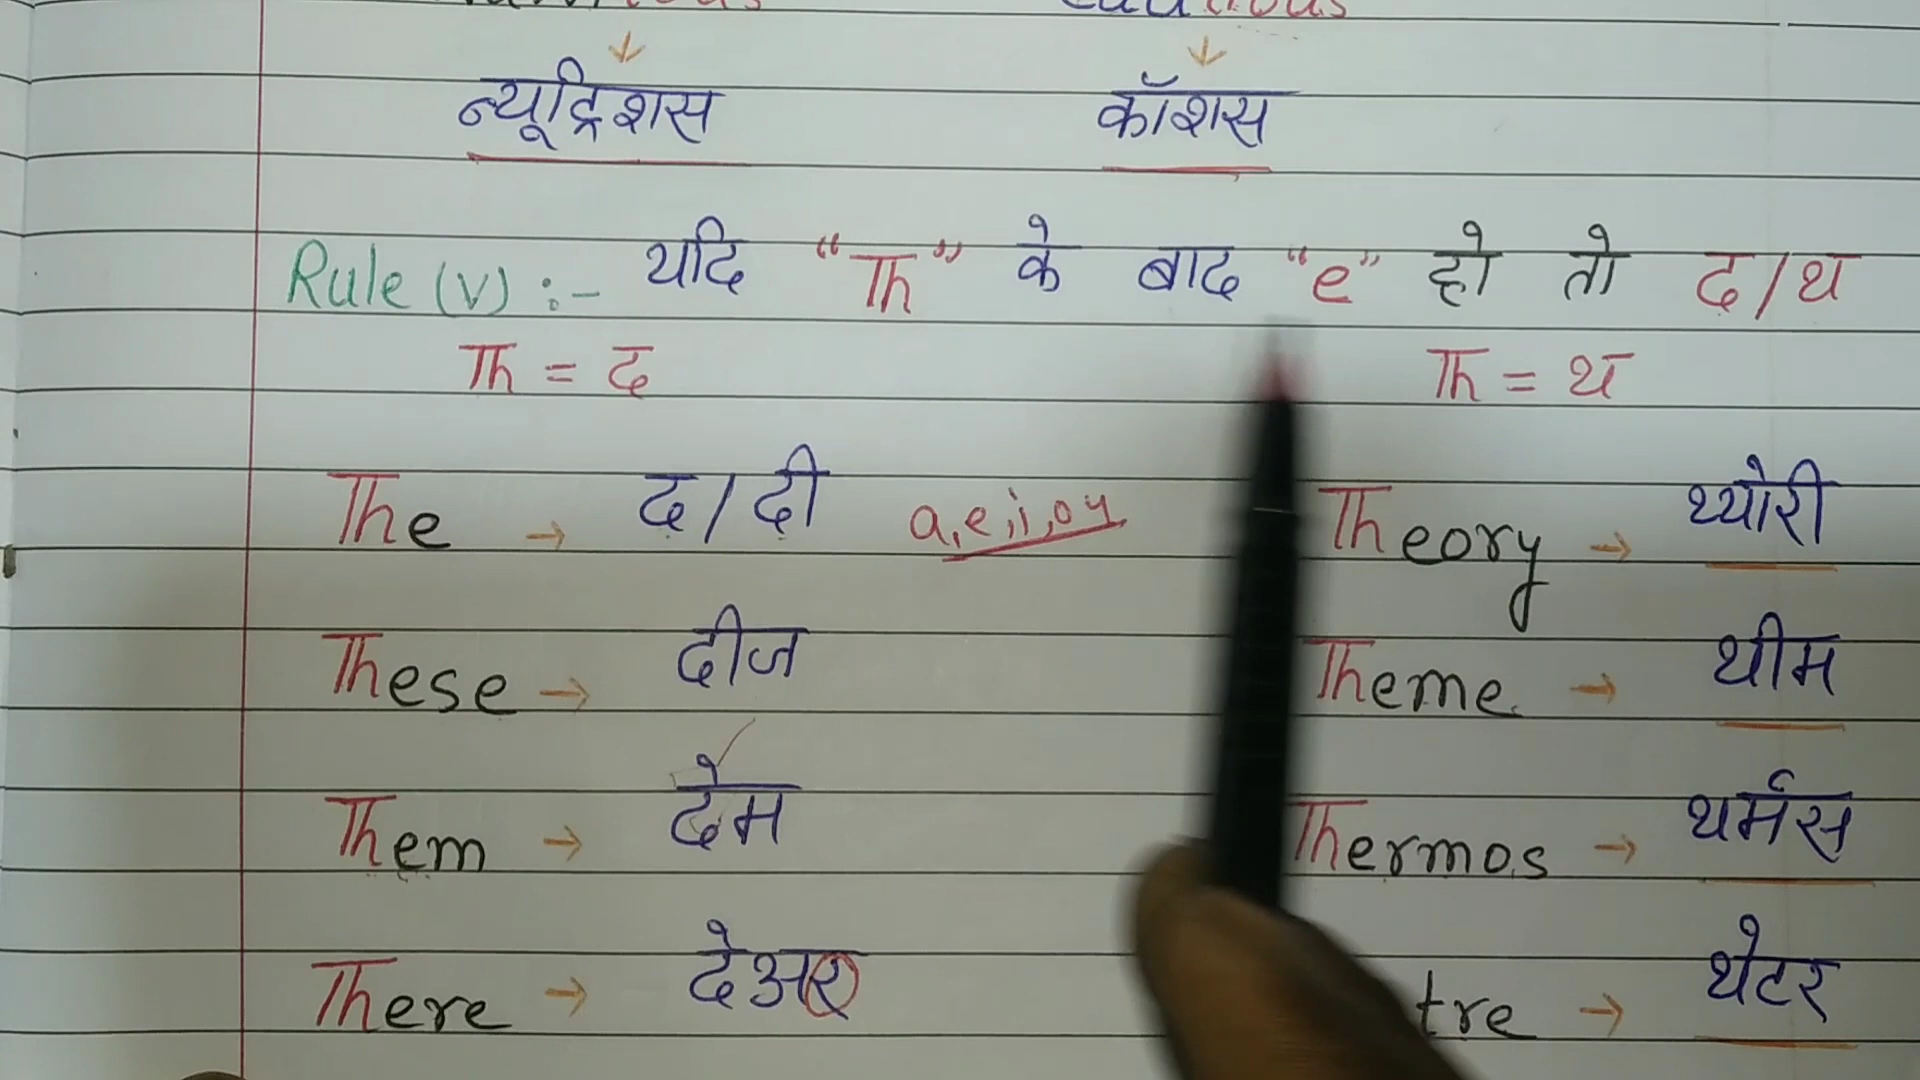 न्यूट्रिशस कॉशस
Rule (v) :- यदि “Th” के बाद “e” हो तो द/थ
Th = द Th = थ
The → द/दी a,e,i,o,u Theory → थ्योरी
These → दीज Theme → थीम
Them → देम Thermos → थर्मस
There → देअर tre → थेटर